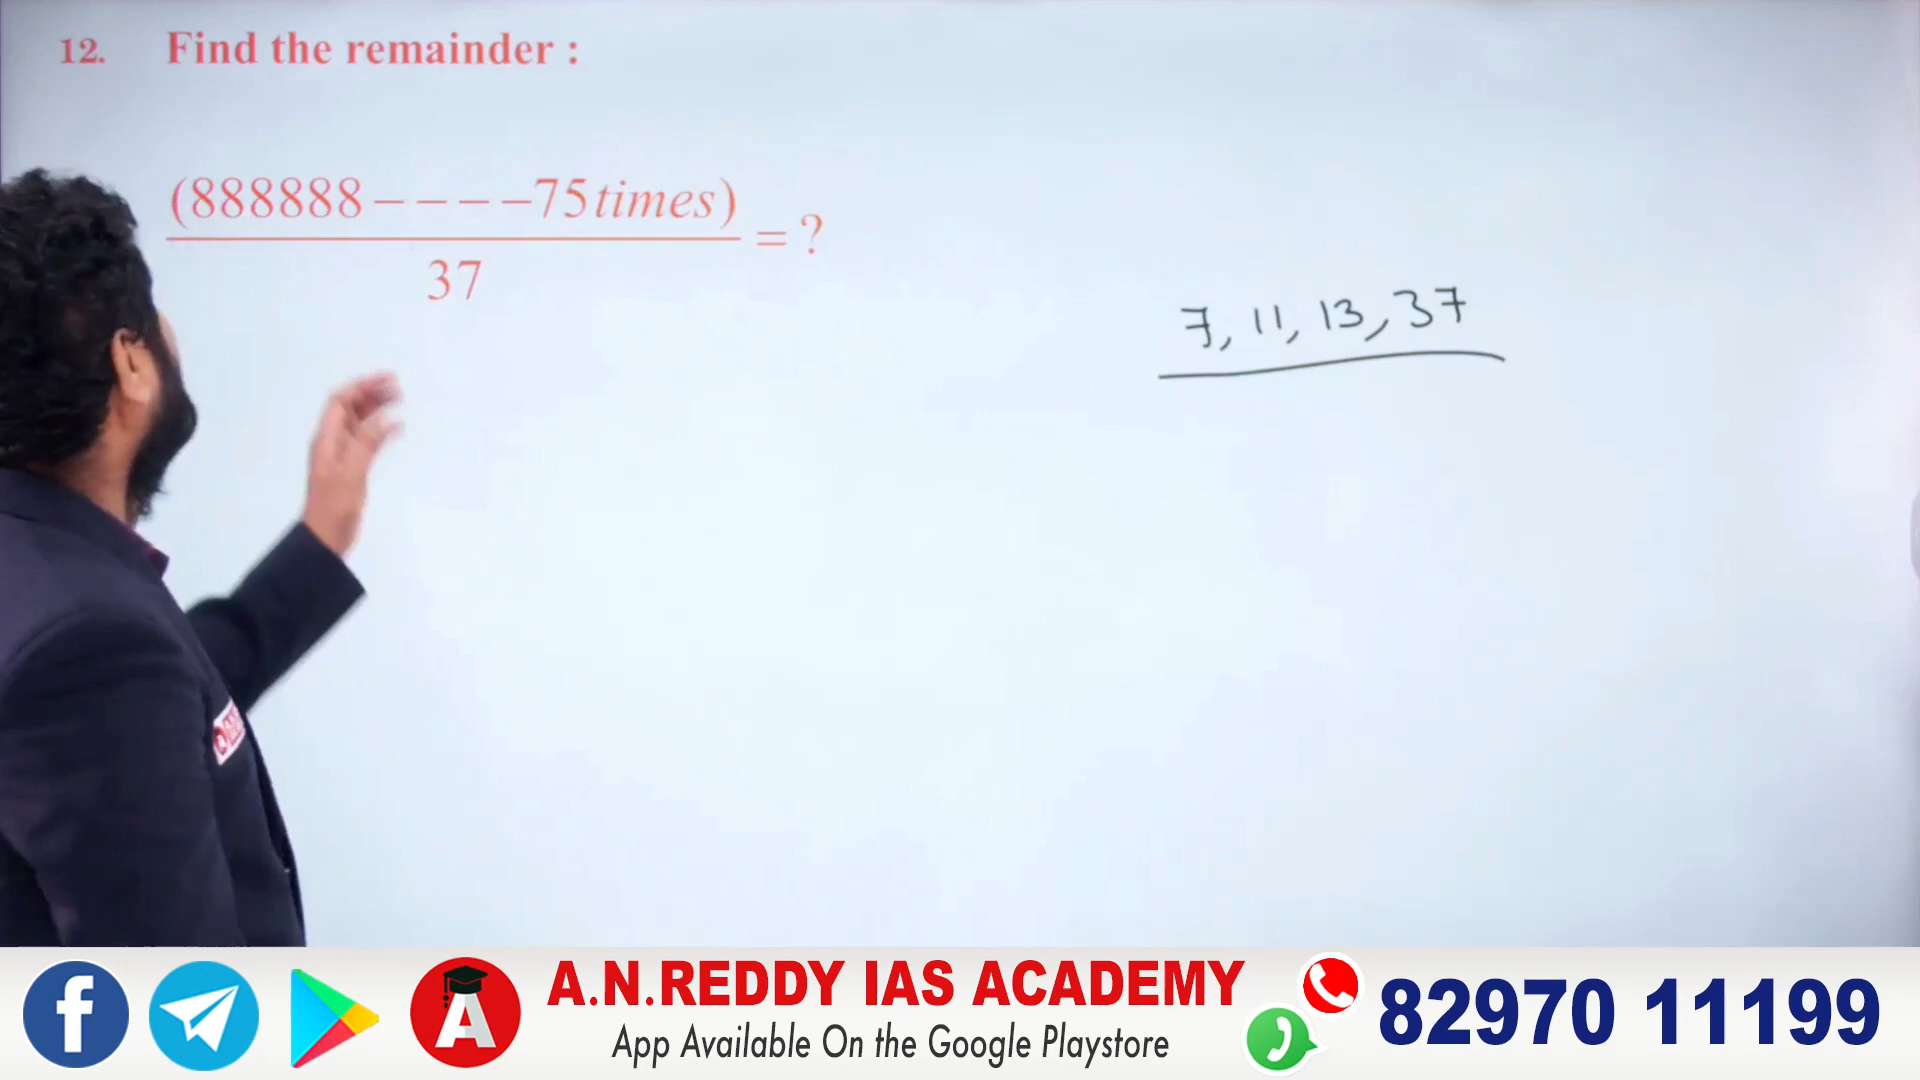 12. Find the remainder :
(888888----75times)
37
= ?
7, 11, 13, 37
A.N.REDDY IAS ACADEMY
App Available On the Google Playstore
82970 11199